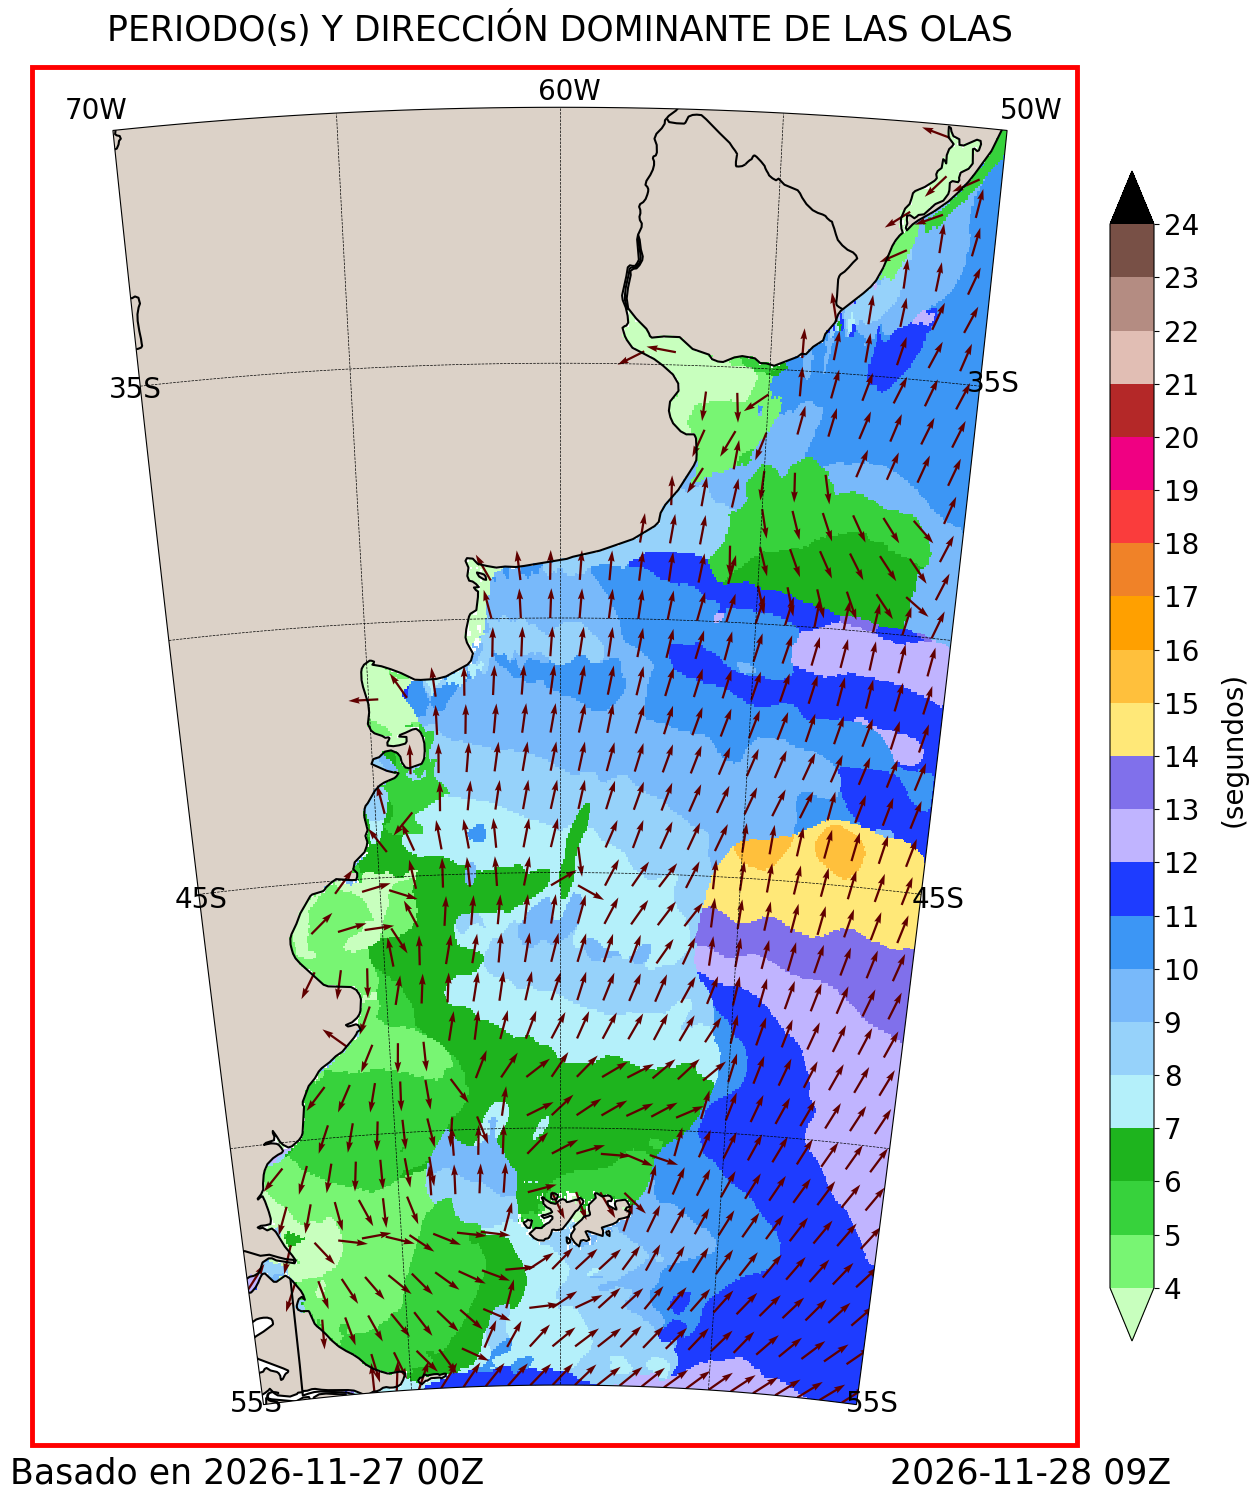 PERIODO(s) Y DIRECCIÓN DOMINANTE DE LAS OLAS
70W
60W
50W
35S
35S
45S
45S
55S
55S
24
23
22
21
20
19
18
17
16
15
14
13
12
11
10
9
8
7
6
5
4
(segundos)
Basado en 2026-11-27 00Z
2026-11-28 09Z